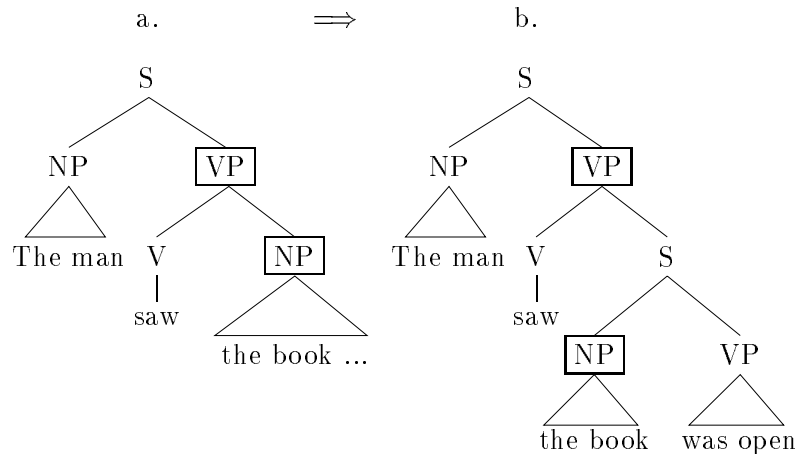 a. ⟹ b.
S S
NP VP NP VP
The man V NP The man V S
saw saw
the book ... NP VP
the book was open